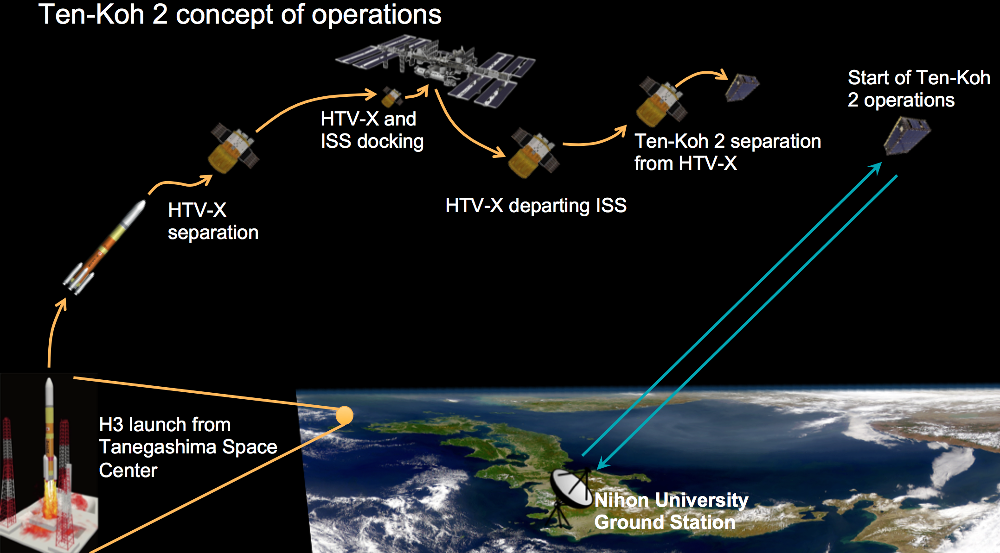 Ten-Koh 2 concept of operations
Start of Ten-Koh
2 operations
HTV-X and
ISS docking
Ten-Koh 2 separation
from HTV-X
HTV-X departing ISS
HTV-X
separation
H3 launch from
Tanegashima Space
Center
Nihon University
Ground Station